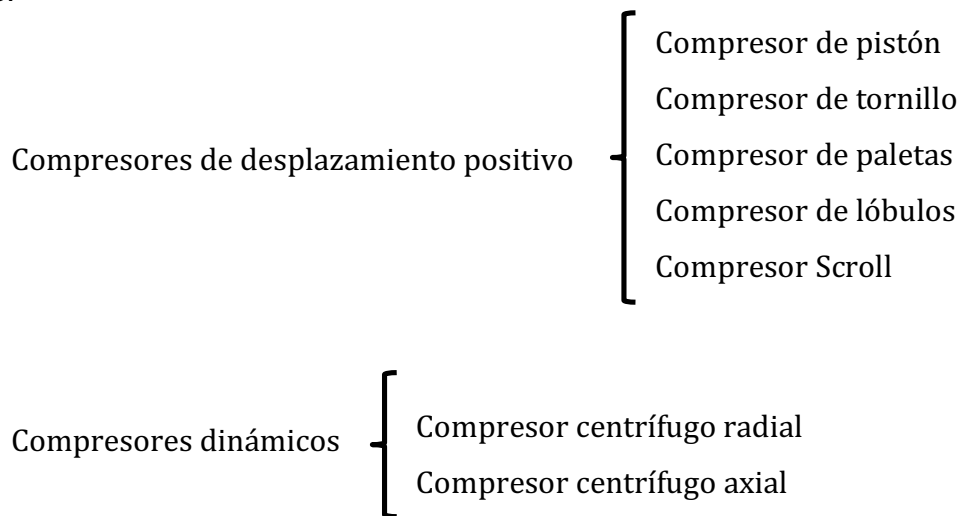 Compresor de pistón
Compresor de tornillo
Compresores de desplazamiento positivo
Compresor de paletas
Compresor de lóbulos
Compresor Scroll
Compresores dinámicos
Compresor centrífugo radial
Compresor centrífugo axial